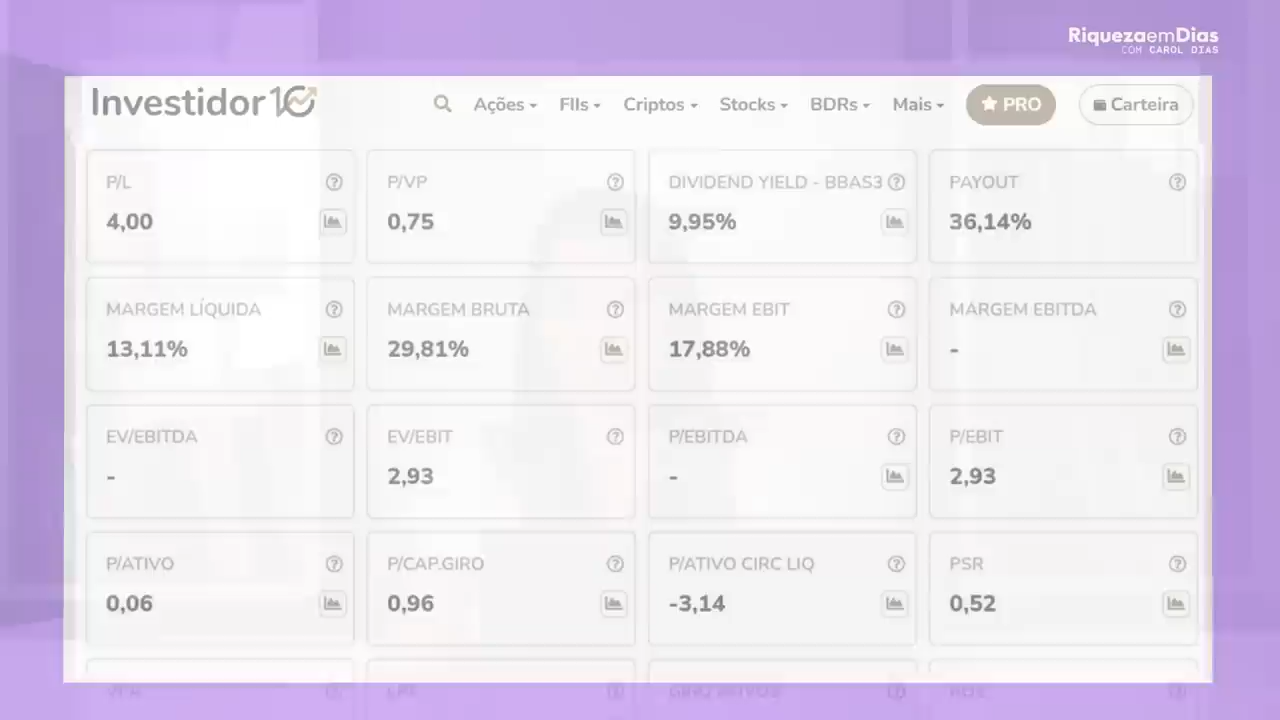 RiquezaemDias
COM CAROL DIAS
Investidor 10
Ações
FIIs
Criptos
Stocks
BDRs
Mais
PRO
Carteira
P/L
4,00
P/VP
0,75
DIVIDEND YIELD - BBAS3
9,95%
PAYOUT
36,14%
MARGEM LÍQUIDA
13,11%
MARGEM BRUTA
29,81%
MARGEM EBIT
17,88%
MARGEM EBITDA
-
EV/EBITDA
-
EV/EBIT
2,93
P/EBITDA
-
P/EBIT
2,93
P/ATIVO
0,06
P/CAP.GIRO
0,96
P/ATIVO CIRC LIQ
-3,14
PSR
0,52